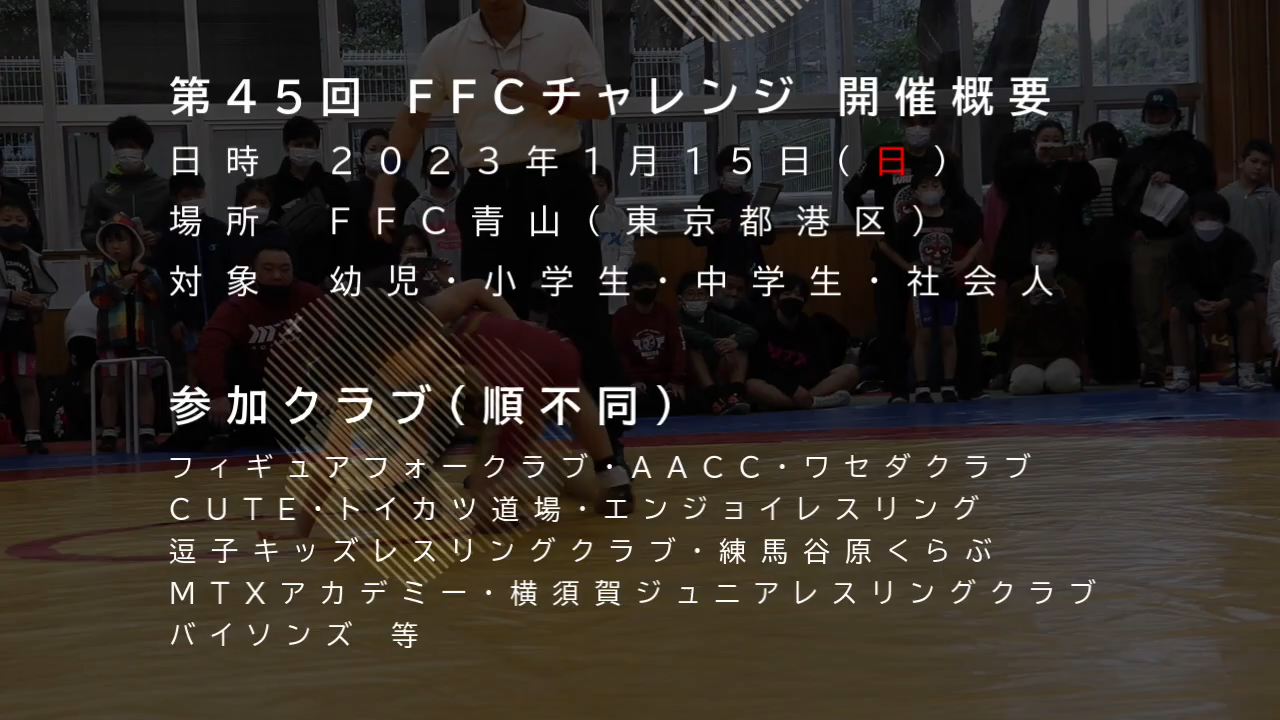 第４５回　ＦＦＣチャレンジ　開催概要
日時　２０２３年１月１５日（日）
場所　ＦＦＣ青山（東京都港区）
対象　幼児・小学生・中学生・社会人
参加クラブ（順不同）
フィギュアフォークラブ・ＡＡＣＣ・ワセダクラブ
ＣＵＴＥ・トイカツ道場・エンジョイレスリング
逗子キッズレスリングクラブ・練馬谷原くらぶ
ＭＴＸアカデミー・横須賀ジュニアレスリングクラブ
バイソンズ　等